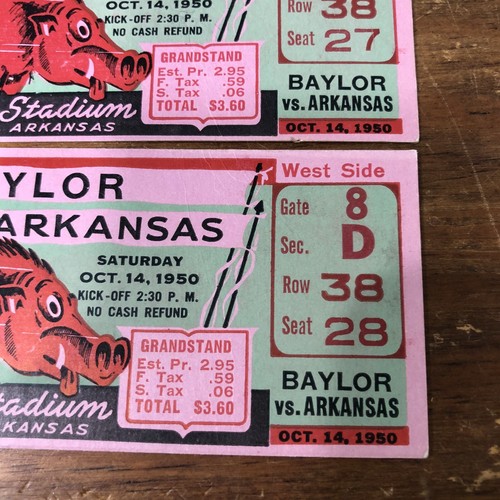 OCT. 14, 1950
KICK-OFF 2:30 P. M.
NO CASH REFUND
GRANDSTAND
Est. Pr. 2.95
F. Tax .59
S. Tax .06
TOTAL $3.60
Stadium
ARKANSAS
Row 38
Seat 27
BAYLOR
vs. ARKANSAS
OCT. 14, 1950
YLOR
ARKANSAS
SATURDAY
OCT. 14, 1950
KICK-OFF 2:30 P. M.
NO CASH REFUND
GRANDSTAND
Est. Pr. 2.95
F. Tax .59
S. Tax .06
TOTAL $3.60
tadium
KANSAS
West Side
Gate 8
Sec. D
Row 38
Seat 28
BAYLOR
vs. ARKANSAS
OCT. 14, 1950